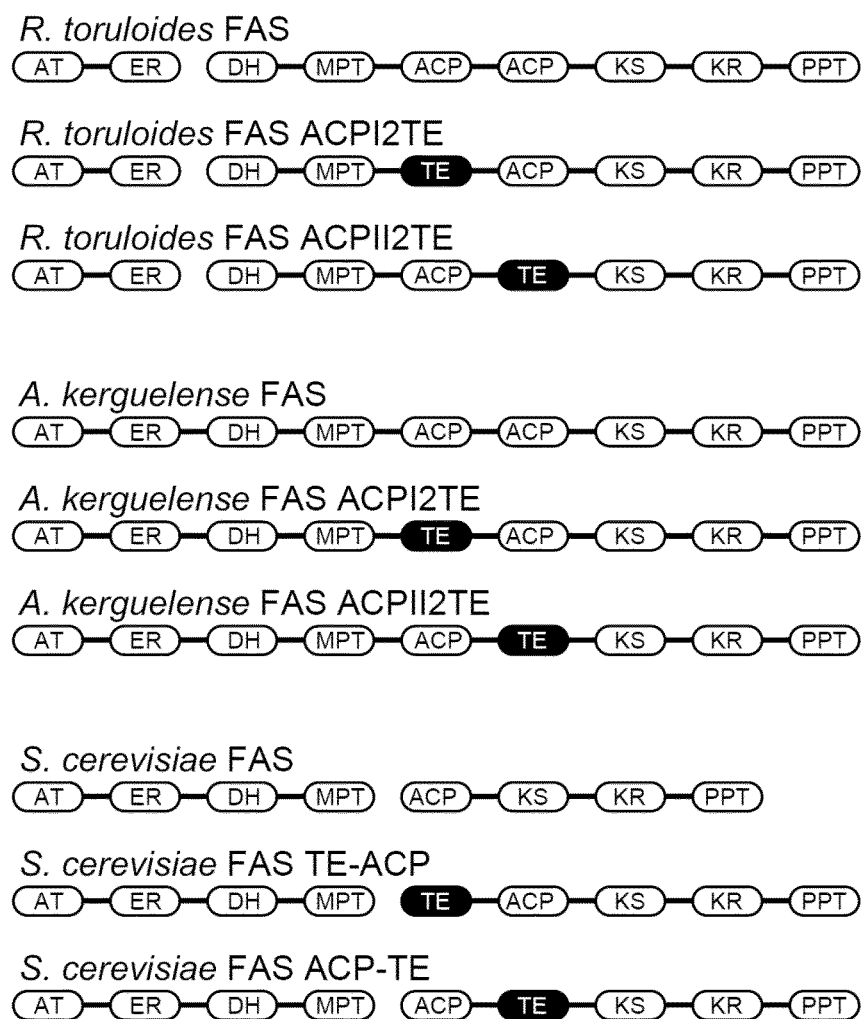 R. toruloides FAS
AT ER DH MPT ACP ACP KS KR PPT
R. toruloides FAS ACPI2TE
AT ER DH MPT TE ACP KS KR PPT
R. toruloides FAS ACPII2TE
AT ER DH MPT ACP TE KS KR PPT
A. kerguelense FAS
AT ER DH MPT ACP ACP KS KR PPT
A. kerguelense FAS ACPI2TE
AT ER DH MPT TE ACP KS KR PPT
A. kerguelense FAS ACPII2TE
AT ER DH MPT ACP TE KS KR PPT
S. cerevisiae FAS
AT ER DH MPT ACP KS KR PPT
S. cerevisiae FAS TE-ACP
AT ER DH MPT TE ACP KS KR PPT
S. cerevisiae FAS ACP-TE
AT ER DH MPT ACP TE KS KR PPT